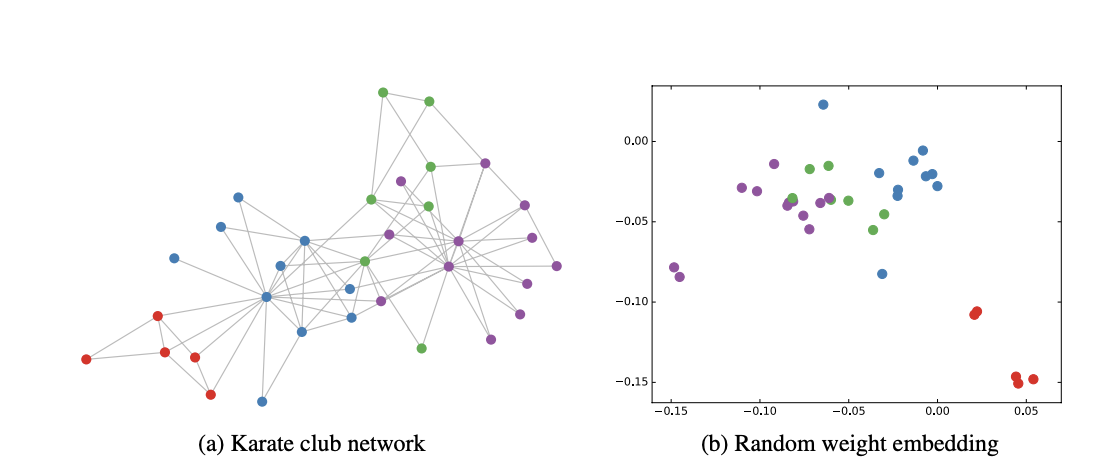 0.00
−0.05
−0.10
−0.15
−0.15 −0.10 −0.05 0.00 0.05
(a) Karate club network
(b) Random weight embedding